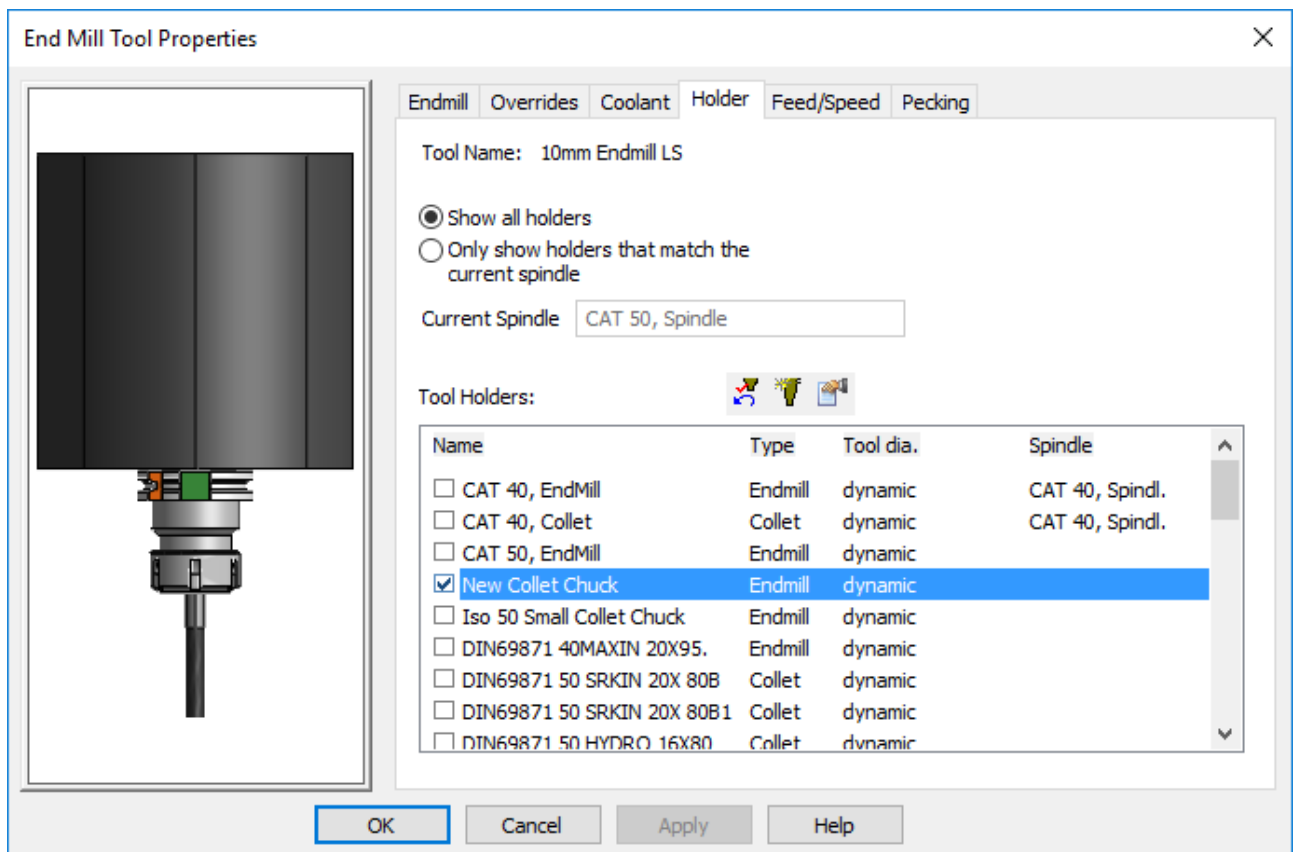 End Mill Tool Properties
Endmill Overrides Coolant Holder Feed/Speed Pecking
Tool Name: 10mm Endmill LS
Show all holders
Only show holders that match the
current spindle
Current Spindle CAT 50, Spindle
Tool Holders:
Name Type Tool dia. Spindle
CAT 40, EndMill Endmill dynamic CAT 40, Spindl.
CAT 40, Collet Collet dynamic CAT 40, Spindl.
CAT 50, EndMill Endmill dynamic
New Collet Chuck Endmill dynamic
Iso 50 Small Collet Chuck Endmill dynamic
DIN69871 40MAXIN 20X95. Endmill dynamic
DIN69871 50 SRKIN 20X 80B Collet dynamic
DIN69871 50 SRKIN 20X 80B1 Collet dynamic
DIN69871 50 HYDRO 16X80 Collet dynamic
OK Cancel Apply Help